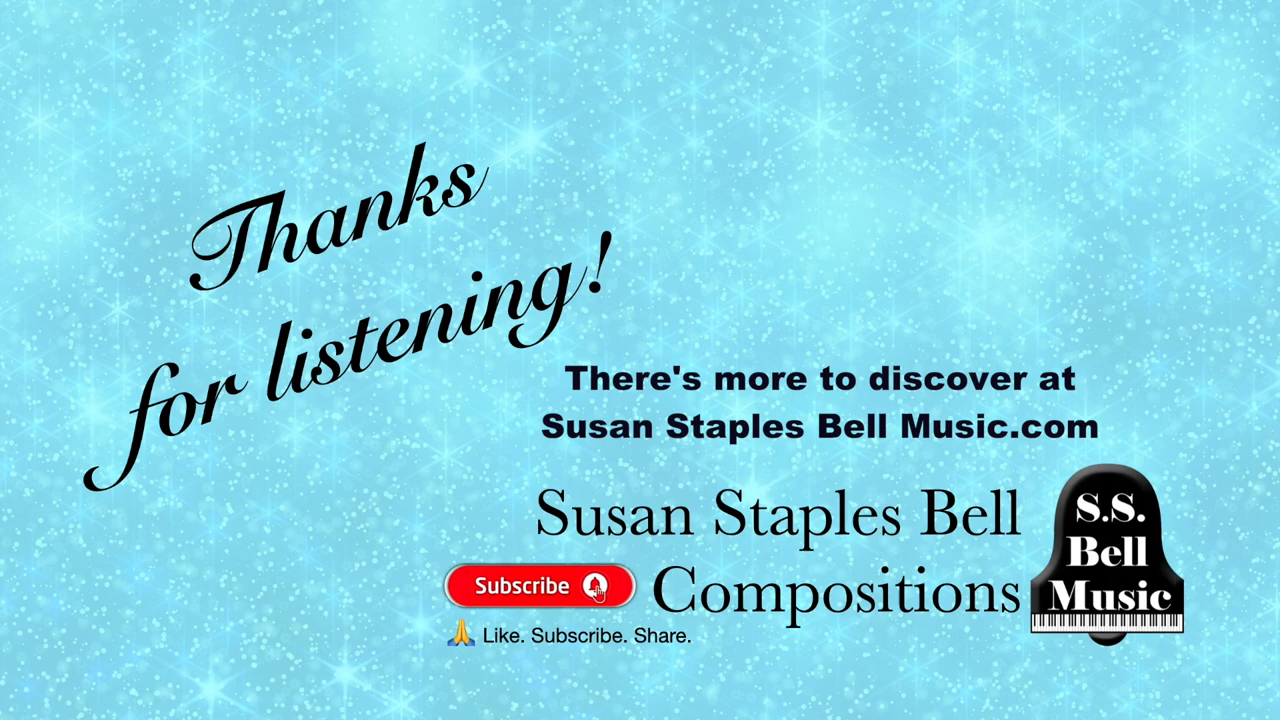 Thanks
for listening!
There's more to discover at
Susan Staples Bell Music.com
Susan Staples Bell
Compositions
S.S.
Bell
Music
Subscribe
🙏 Like. Subscribe. Share.